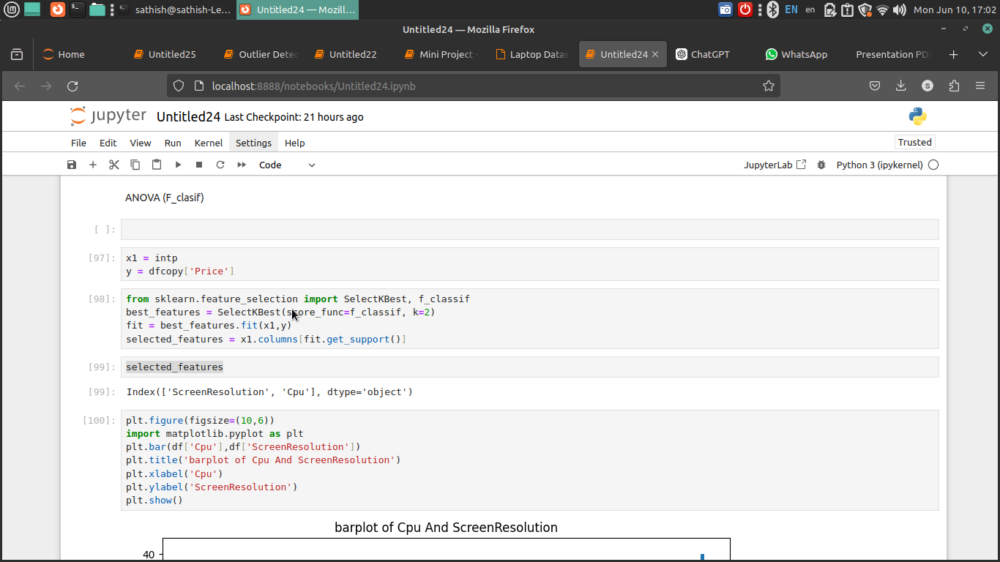 sathish@sathish-Le...
Untitled24 — Mozill...
EN
en
Mon Jun 10, 17:02
Untitled24 — Mozilla Firefox
Home
Untitled25
Outlier Dete
Untitled22
Mini Project -
Laptop Datas
Untitled24
ChatGPT
WhatsApp
Presentation PD
localhost:8888/notebooks/Untitled24.ipynb
S
jupyter
Untitled24 Last Checkpoint: 21 hours ago
File Edit View Run Kernel Settings Help
Trusted
Code
JupyterLab
Python 3 (ipykernel)
ANOVA (F_clasif)
[ ]:
[97]: x1 = intp
y = dfcopy['Price']
[98]: from sklearn.feature_selection import SelectKBest, f_classif
best_features = SelectKBest(score_func=f_classif, k=2)
fit = best_features.fit(x1,y)
selected_features = x1.columns[fit.get_support()]
[99]: selected_features
[99]: Index(['ScreenResolution', 'Cpu'], dtype='object')
[100]: plt.figure(figsize=(10,6))
import matplotlib.pyplot as plt
plt.bar(df['Cpu'],df['ScreenResolution'])
plt.title('barplot of Cpu And ScreenResolution')
plt.xlabel('Cpu')
plt.ylabel('ScreenResolution')
plt.show()
barplot of Cpu And ScreenResolution
40